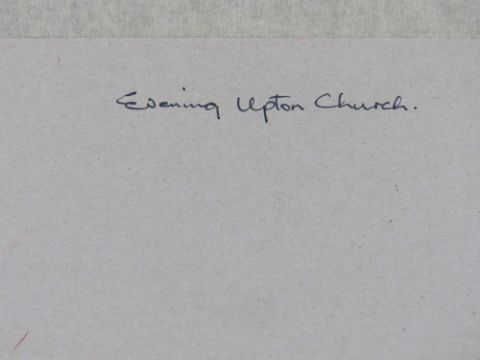 Evening Upton Church.